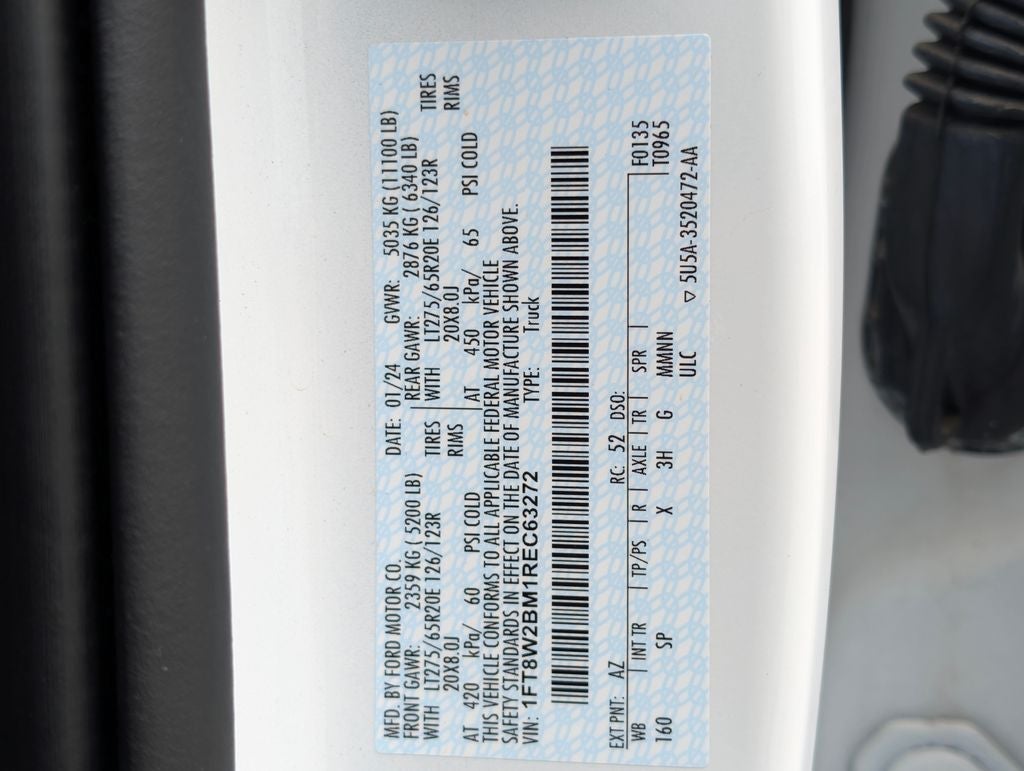 MFD. BY FORD MOTOR CO. DATE: 01/24 GVWR: 5035 KG (11100 LB)
FRONT GAWR: 2359 KG ( 5200 LB) REAR GAWR: 2876 KG ( 6340 LB)
WITH LT275/65R20E 126/123R TIRES WITH LT275/65R20E 126/123R TIRES
20X8.0J RIMS 20X8.0J RIMS
AT 420 kPa/ 60 PSI COLD AT 450 kPa/ 65 PSI COLD
THIS VEHICLE CONFORMS TO ALL APPLICABLE FEDERAL MOTOR VEHICLE
SAFETY STANDARDS IN EFFECT ON THE DATE OF MANUFACTURE SHOWN ABOVE.
VIN: 1FT8W2BM1REC63272 TYPE: Truck
EXT PNT: AZ RC: 52 DSO:
WB INT TR TP/PS R AXLE TR SPR F0135
160 SP X 3H G MMNNN T0965
ULC ▽ 5U5A-3520472-AA